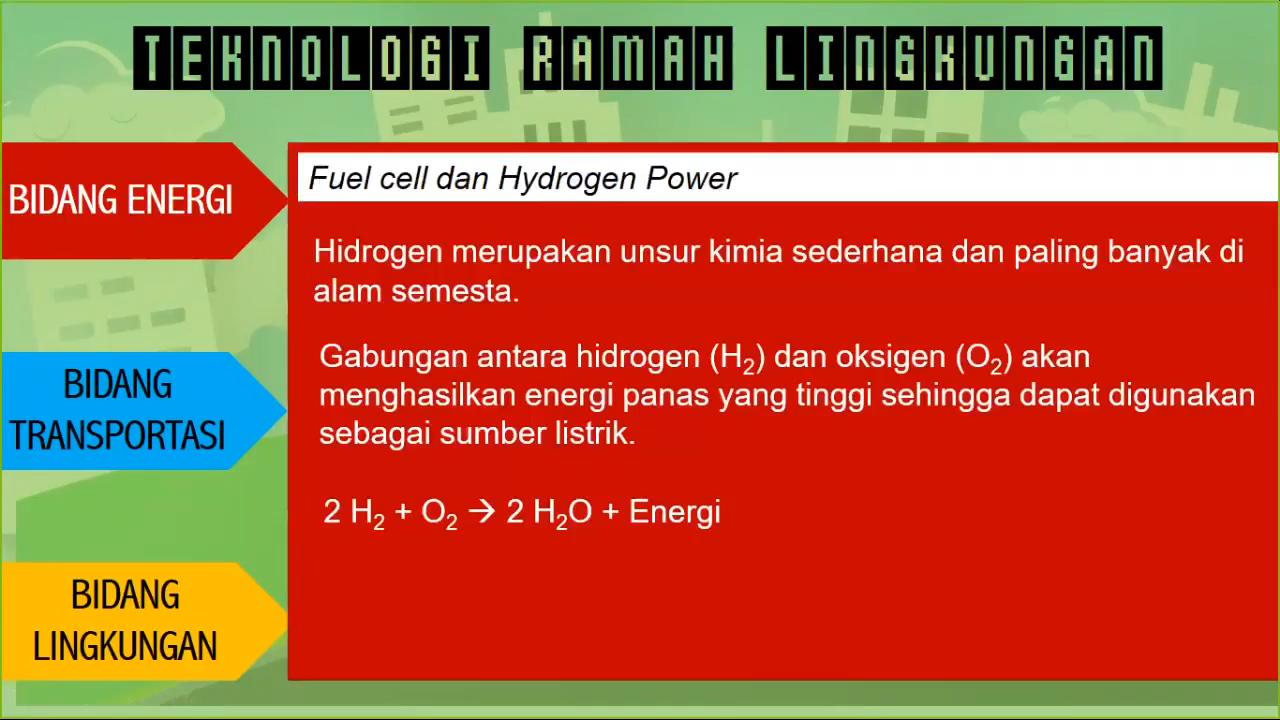 TEKNOLOGI RAMAH LINGKUNGAN
BIDANG ENERGI
Fuel cell dan Hydrogen Power
Hidrogen merupakan unsur kimia sederhana dan paling banyak di
alam semesta.
Gabungan antara hidrogen (H₂) dan oksigen (O₂) akan
menghasilkan energi panas yang tinggi sehingga dapat digunakan
sebagai sumber listrik.
2 H₂ + O₂ → 2 H₂O + Energi
BIDANG
TRANSPORTASI
BIDANG
LINGKUNGAN